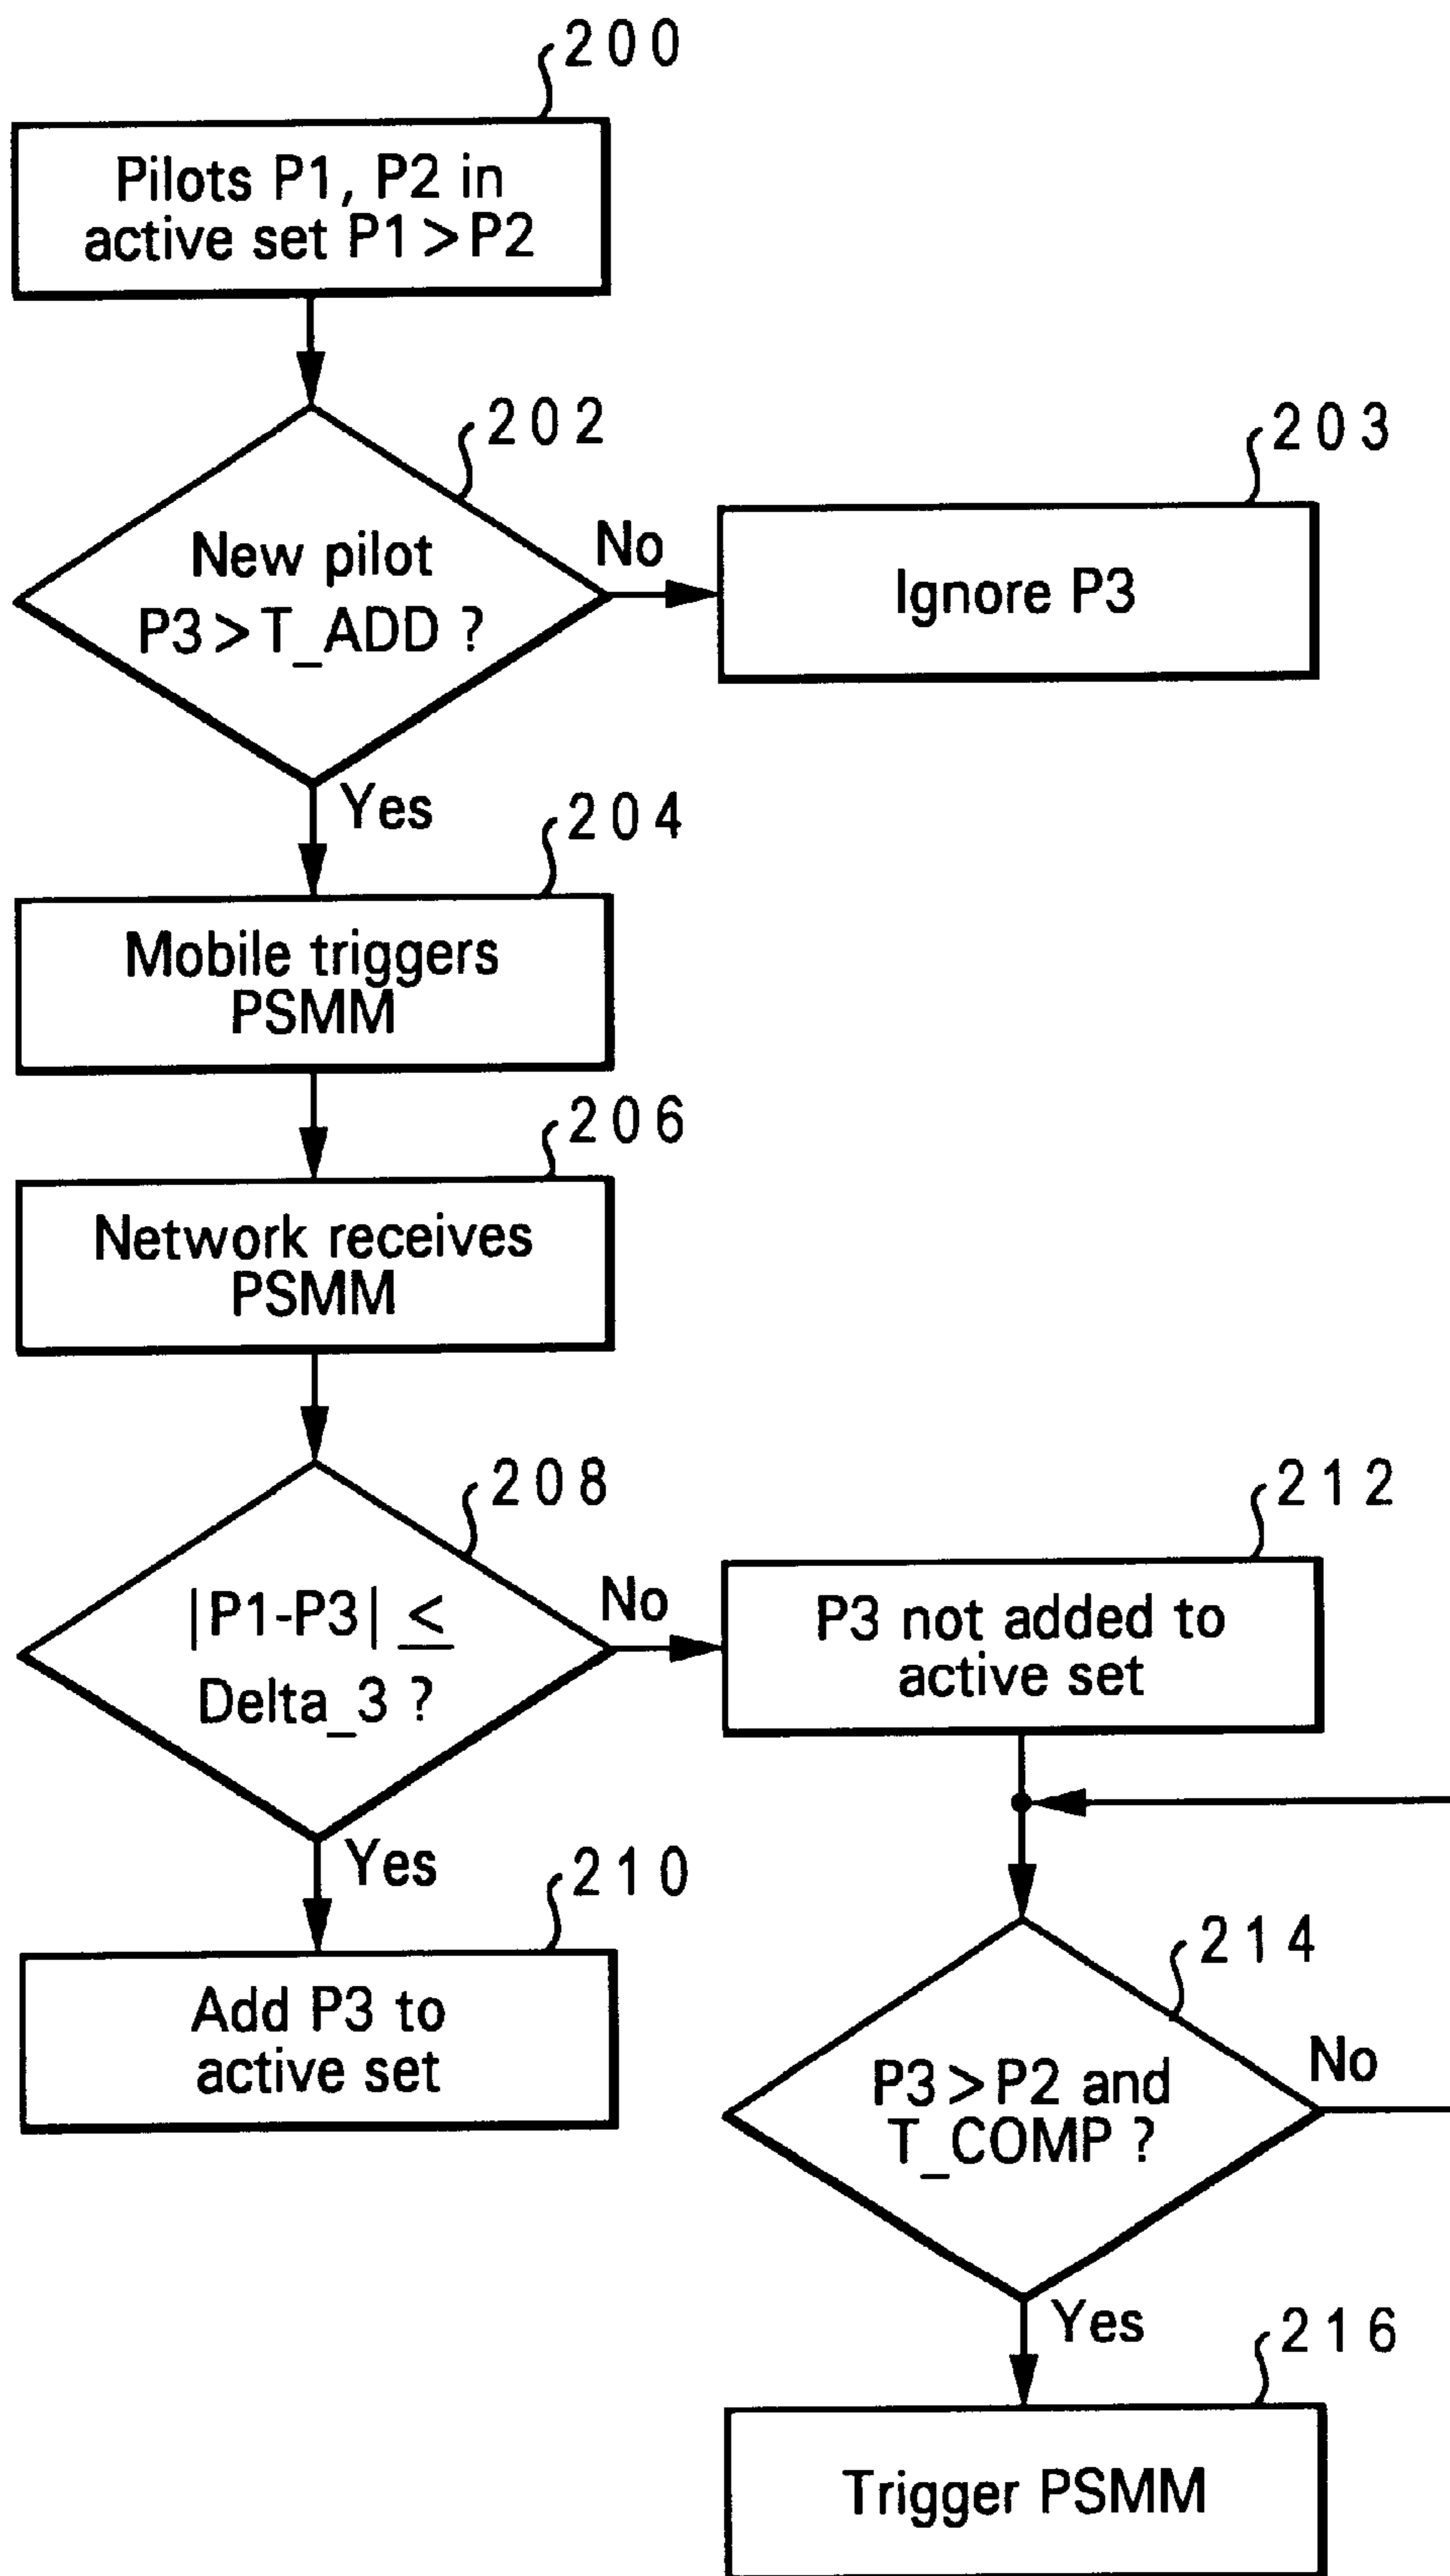 200
Pilots P1, P2 in
active set P1>P2
202
New pilot
P3>T_ADD ?
No
203
Ignore P3
Yes
204
Mobile triggers
PSMM
206
Network receives
PSMM
208
|P1-P3| ≤
Delta_3 ?
No
212
P3 not added to
active set
Yes
210
Add P3 to
active set
214
P3>P2 and
T_COMP ?
No
Yes
216
Trigger PSMM